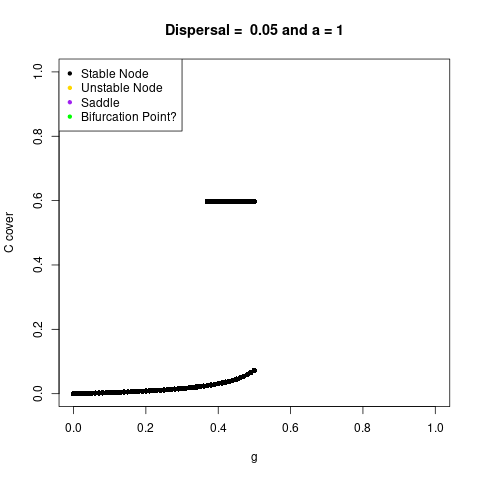 Dispersal =  0.05 and a = 1
Stable Node
Unstable Node
Saddle
Bifurcation Point?
C cover
1.0
0.8
0.6
0.4
0.2
0.0
0.0 0.2 0.4 0.6 0.8 1.0
g